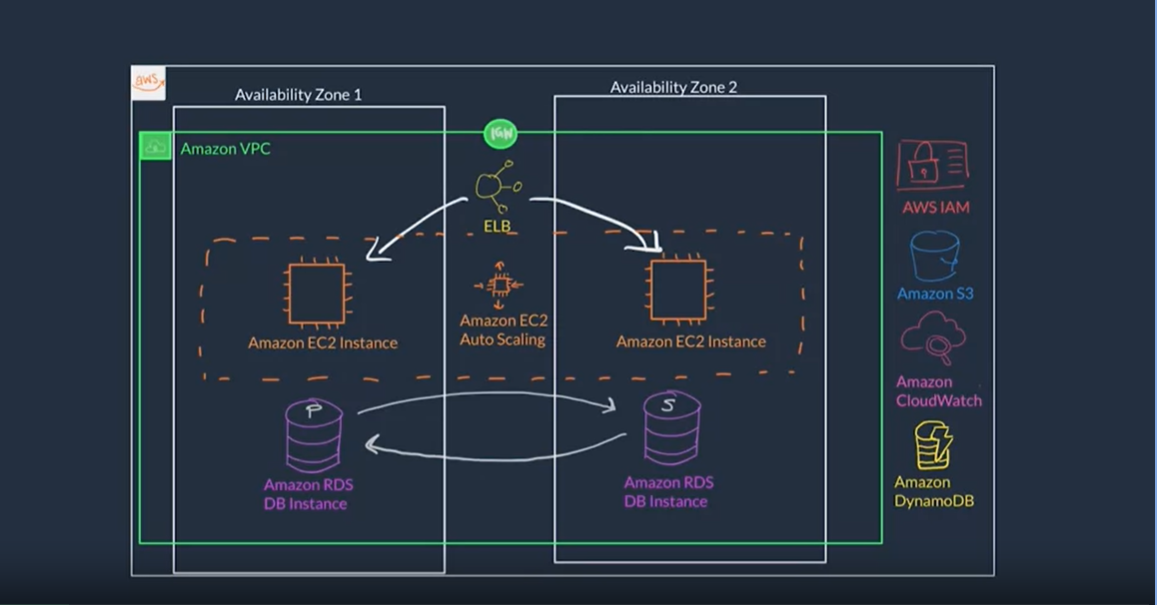 aws
Availability Zone 1
Availability Zone 2
IGW
Amazon VPC
ELB
AWS IAM
Amazon S3
Amazon EC2 Instance
Amazon EC2
Auto Scaling
Amazon EC2 Instance
Amazon
CloudWatch
P
S
Amazon RDS
DB Instance
Amazon RDS
DB Instance
Amazon
DynamoDB